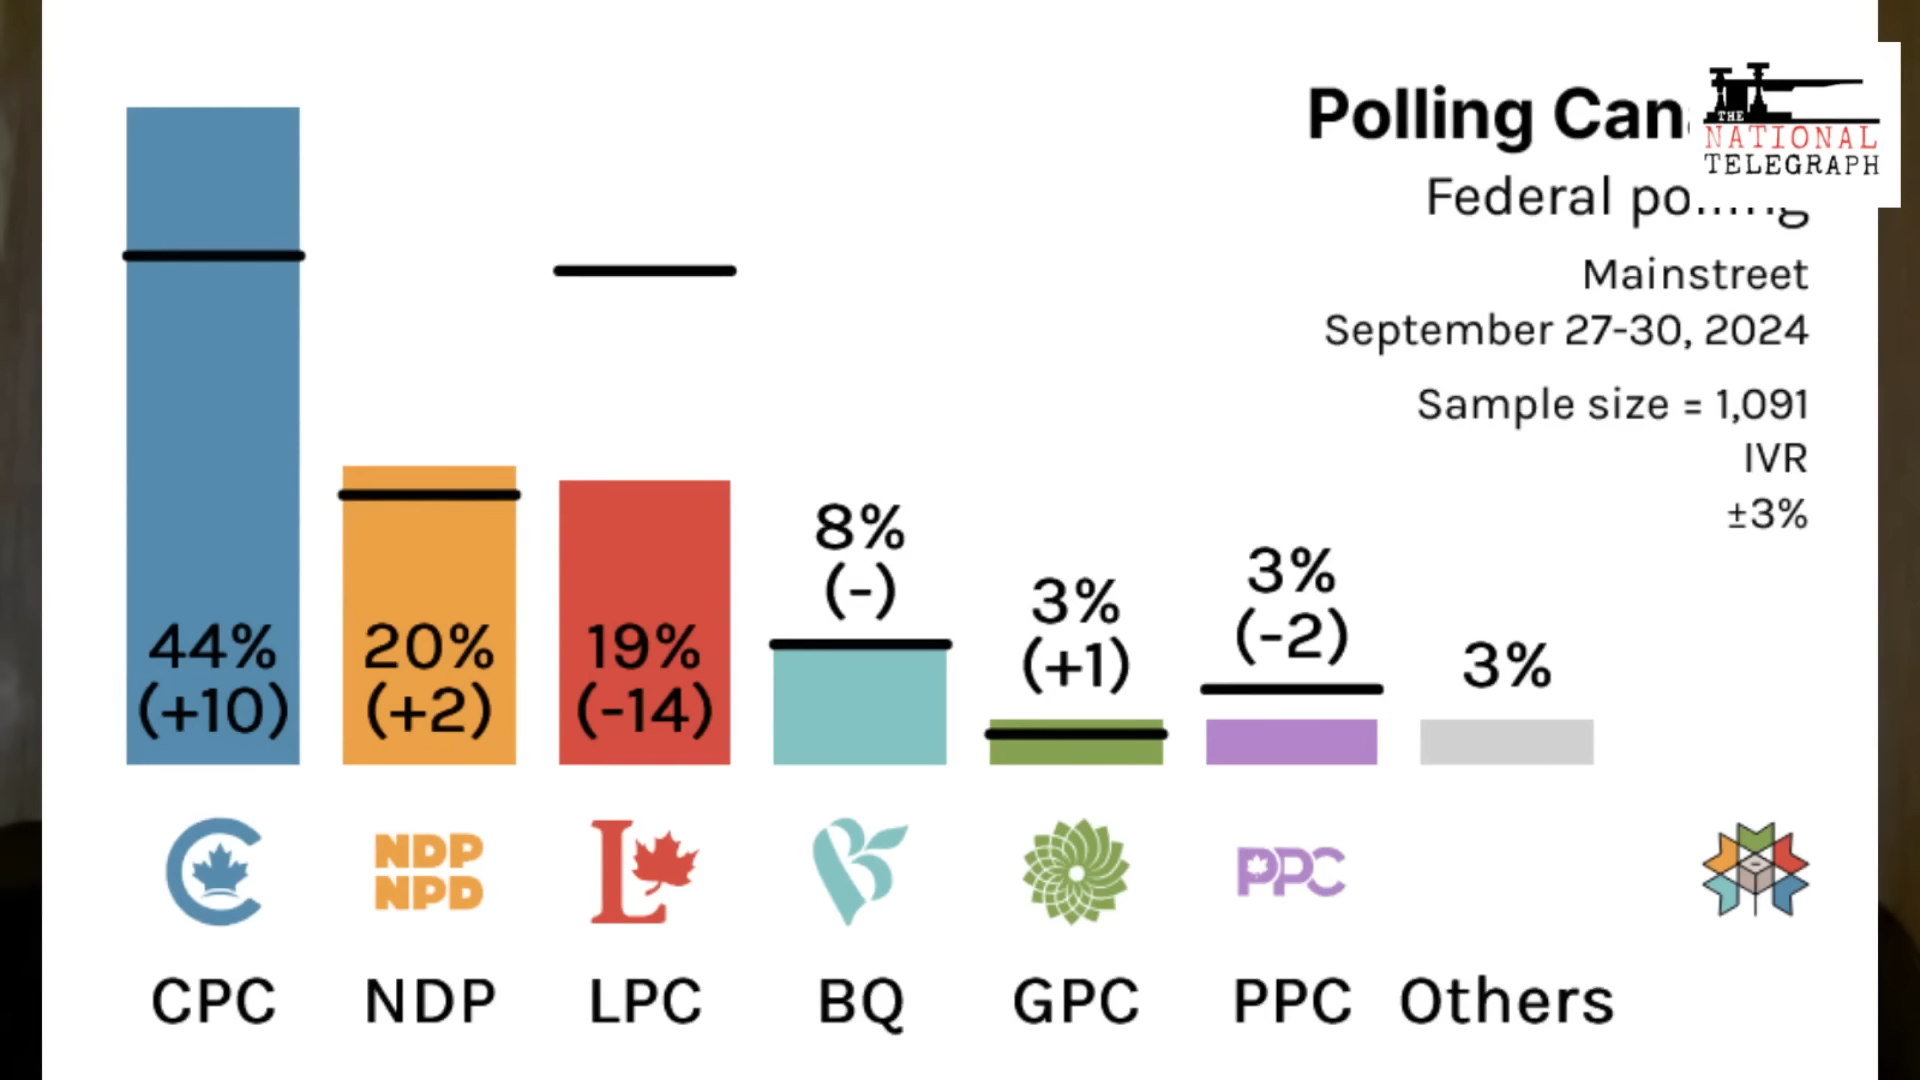 Polling Can
THE
NATIONAL
TELEGRAPH
Federal po
Mainstreet
September 27-30, 2024
Sample size = 1,091
IVR
±3%
44%
(+10)
20%
(+2)
19%
(-14)
8%
(-)
3%
(+1)
3%
(-2)
3%
NDP
NPD
L
PPC
CPC
NDP
LPC
BQ
GPC
PPC
Others